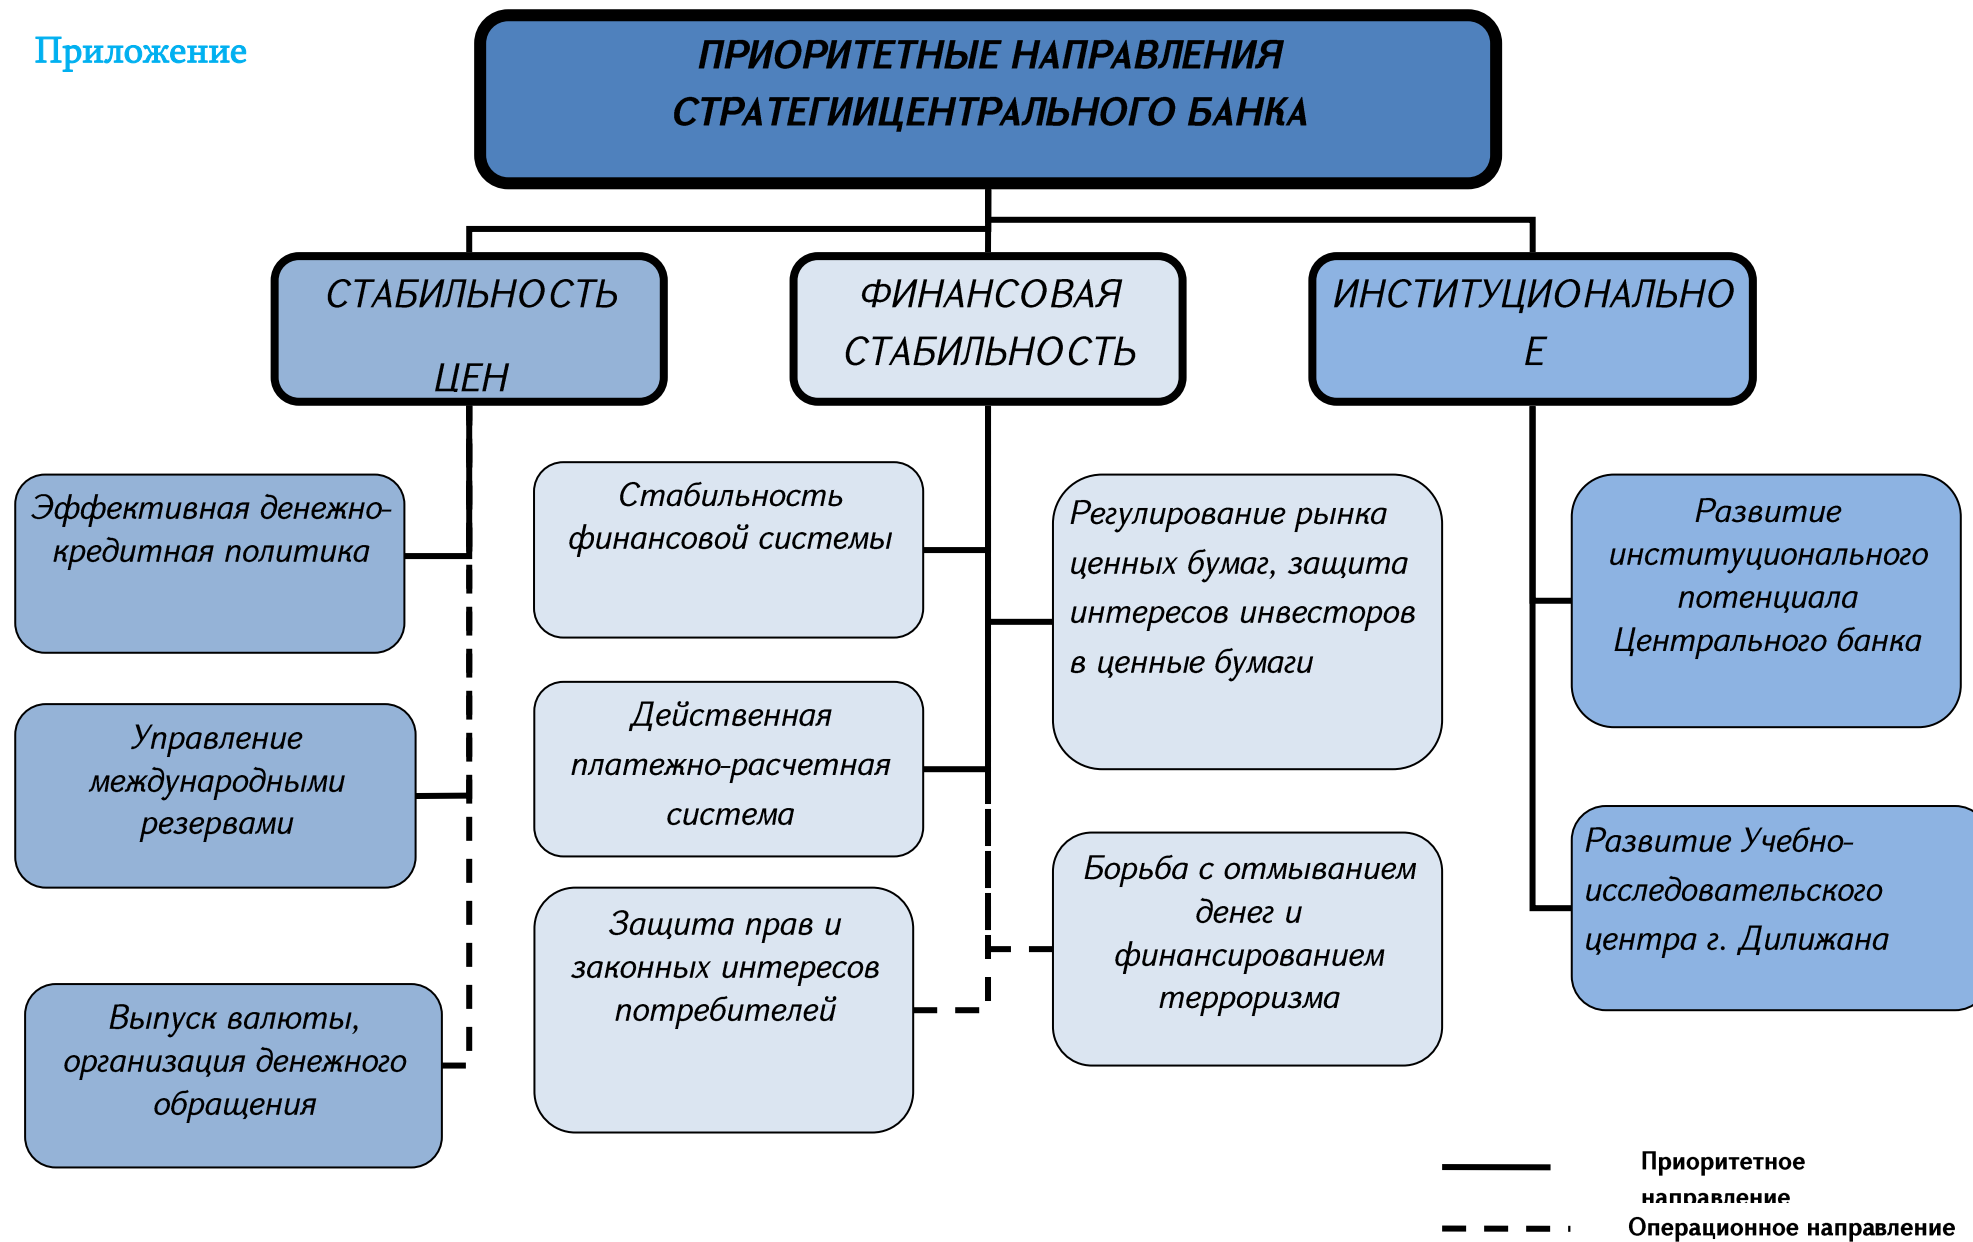 Приложение
ПРИОРИТЕТНЫЕ НАПРАВЛЕНИЯ
СТРАТЕГИИЦЕНТРАЛЬНОГО БАНКА
СТАБИЛЬНОСТЬ
ЦЕН
ФИНАНСОВАЯ
СТАБИЛЬНОСТЬ
ИНСТИТУЦИОНАЛЬНО
Е
Эффективная денежно-
кредитная политика
Управление
международными
резервами
Выпуск валюты,
организация денежного
обращения
Стабильность
финансовой системы
Действенная
платежно-расчетная
система
Защита прав и
законных интересов
потребителей
Регулирование рынка
ценных бумаг, защита
интересов инвесторов
в ценные бумаги
Борьба с отмыванием
денег и
финансированием
терроризма
Развитие
институционального
потенциала
Центрального банка
Развитие Учебно-
исследовательского
центра г. Дилижана
Приоритетное
направление
Операционное направление